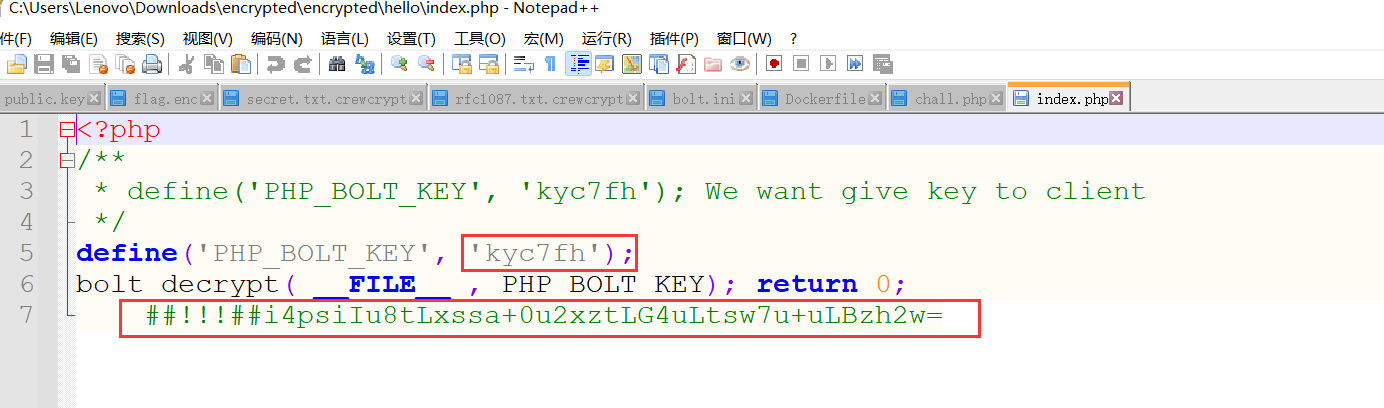 C:\Users\Lenovo\Downloads\encrypted\encrypted\hello\index.php - Notepad++
件(F) 编辑(E) 搜索(S) 视图(V) 编码(N) 语言(L) 设置(T) 工具(O) 宏(M) 运行(R) 插件(P) 窗口(W) ?
public.key flag.enc secret.txt.crewcrypt rfc1087.txt.crewcrypt bolt.ini Dockerfile chall.php index.php
1 <?php
2 /**
3 * define('PHP_BOLT_KEY', 'kyc7fh'); We want give key to client
4 */
5 define('PHP_BOLT_KEY', 'kyc7fh');
6 bolt_decrypt( __FILE__ , PHP_BOLT_KEY); return 0;
7 ##!!!##i4psiIu8tLxssa+0u2xztLG4uLtsw7u+uLBzh2w=